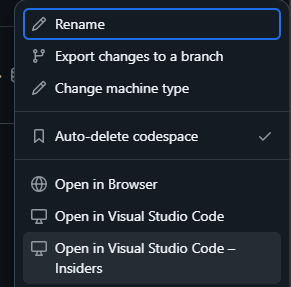 Rename
Export changes to a branch
Change machine type
Auto-delete codespace
Open in Browser
Open in Visual Studio Code
Open in Visual Studio Code –
Insiders